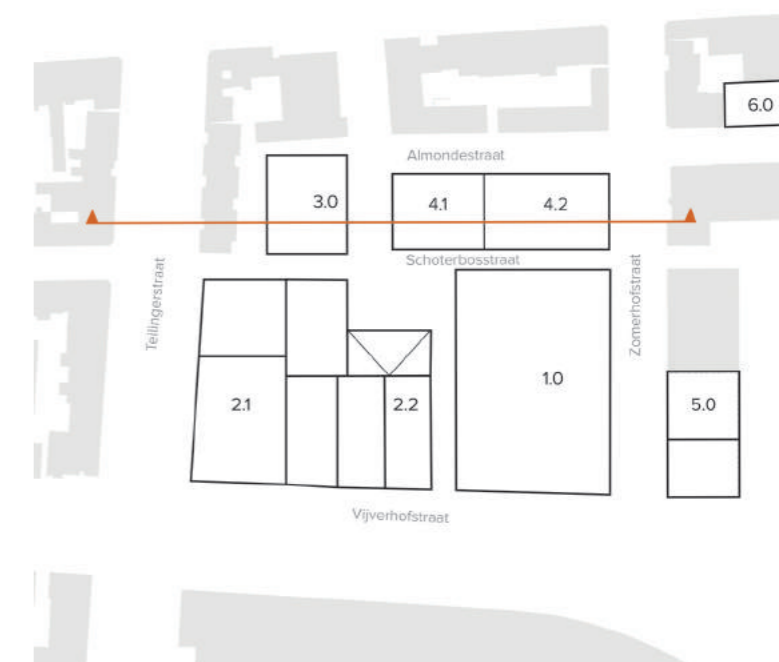 6.0
Almondestraat
3.0
4.1
4.2
Schoterbosstraat
Teilingerstraat
Zomerhofstraat
1.0
2.1
2.2
5.0
Vijverhofstraat